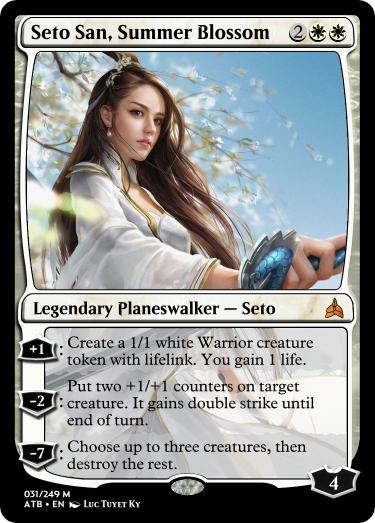 Seto San, Summer Blossom 2
Legendary Planeswalker — Seto
+1: Create a 1/1 white Warrior creature
token with lifelink. You gain 1 life.
-2: Put two +1/+1 counters on target
creature. It gains double strike until
end of turn.
-7: Choose up to three creatures, then
destroy the rest.
4
031/249 M
ATB • EN Luc Tuyet Ky